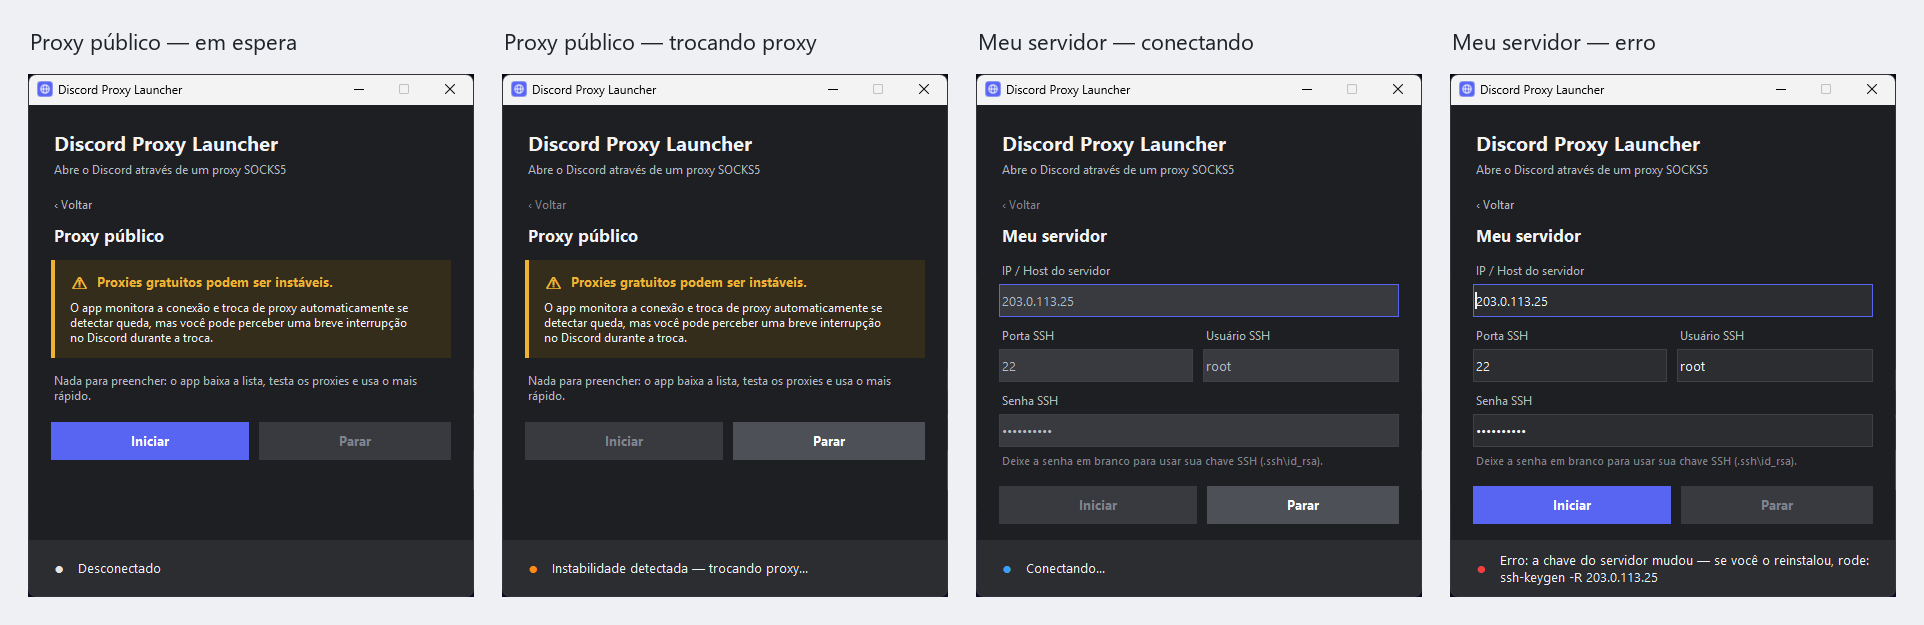 Proxy público — em espera
Discord Proxy Launcher
Discord Proxy Launcher
Abre o Discord através de um proxy SOCKS5
‹ Voltar
Proxy público
⚠ Proxies gratuitos podem ser instáveis.
O app monitora a conexão e troca de proxy automaticamente se
detectar queda, mas você pode perceber uma breve interrupção
no Discord durante a troca.
Nada para preencher: o app baixa a lista, testa os proxies e usa o mais
rápido.
Iniciar
Parar
Desconectado
Proxy público — trocando proxy
Discord Proxy Launcher
Discord Proxy Launcher
Abre o Discord através de um proxy SOCKS5
‹ Voltar
Proxy público
⚠ Proxies gratuitos podem ser instáveis.
O app monitora a conexão e troca de proxy automaticamente se
detectar queda, mas você pode perceber uma breve interrupção
no Discord durante a troca.
Nada para preencher: o app baixa a lista, testa os proxies e usa o mais
rápido.
Iniciar
Parar
Instabilidade detectada — trocando proxy...
Meu servidor — conectando
Discord Proxy Launcher
Discord Proxy Launcher
Abre o Discord através de um proxy SOCKS5
‹ Voltar
Meu servidor
IP / Host do servidor
203.0.113.25
Porta SSH
Usuário SSH
22
root
Senha SSH
••••••••••
Deixe a senha em branco para usar sua chave SSH (.ssh\id_rsa).
Iniciar
Parar
Conectando...
Meu servidor — erro
Discord Proxy Launcher
Discord Proxy Launcher
Abre o Discord através de um proxy SOCKS5
‹ Voltar
Meu servidor
IP / Host do servidor
203.0.113.25
Porta SSH
Usuário SSH
22
root
Senha SSH
••••••••••
Deixe a senha em branco para usar sua chave SSH (.ssh\id_rsa).
Iniciar
Parar
Erro: a chave do servidor mudou — se você o reinstalou, rode:
ssh-keygen -R 203.0.113.25